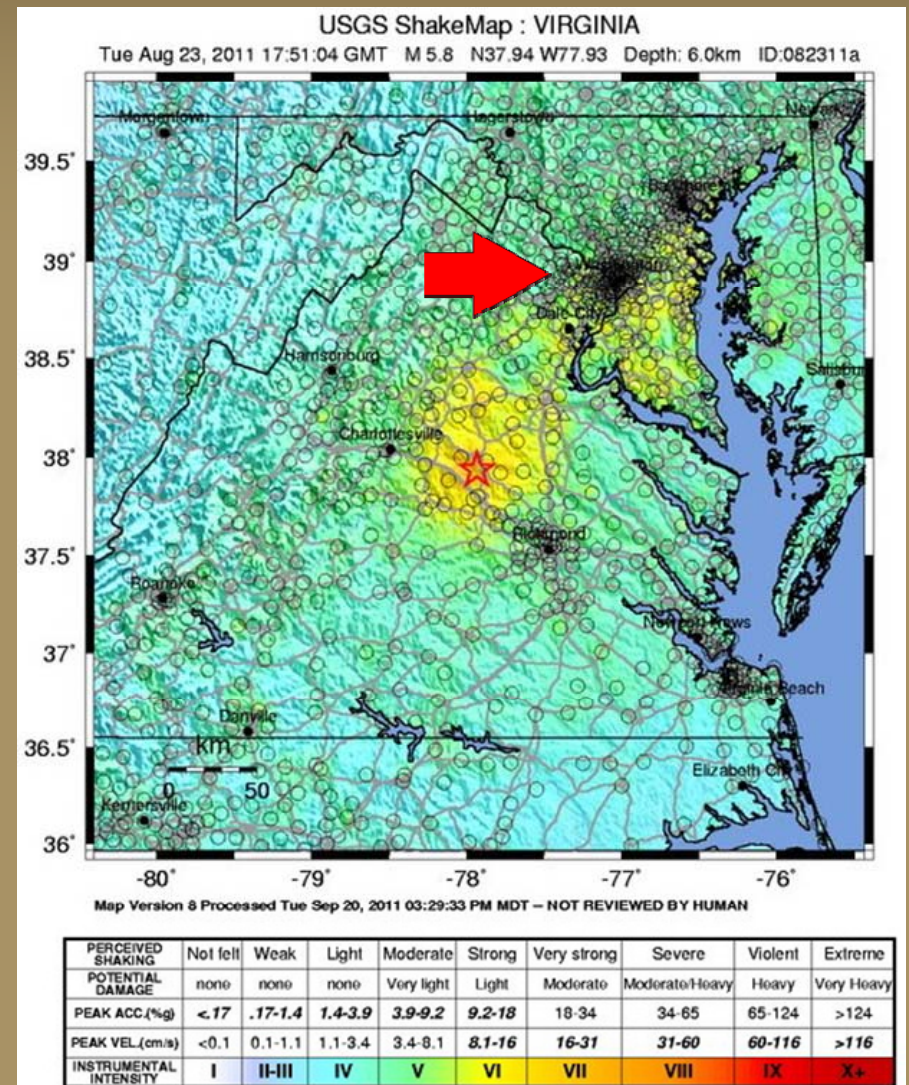 USGS ShakeMap : VIRGINIA
Tue Aug 23, 2011 17:51:04 GMT M 5.8 N37.94 W77.93 Depth: 6.0km ID:082311a
Morgantown
Hagerstown
Newark
39.5°
Baltimore
39°
Washington
Dale City
38.5°
Harrisonburg
Salisbury
Charlottesville
38°
Richmond
37.5°
Roanoke
Newport News
37°
Virginia Beach
Danville
36.5°
km
Elizabeth City
0 50
Kernersville
36°
-80° -79° -78° -77° -76°
Map Version 8 Processed Tue Sep 20, 2011 03:29:33 PM MDT – NOT REVIEWED BY HUMAN
PERCEIVED SHAKING Not felt Weak Light Moderate Strong Very strong Severe Violent Extreme
POTENTIAL DAMAGE none none none Very light Light Moderate Moderate/Heavy Heavy Very Heavy
PEAK ACC.(%g) <.17 .17-1.4 1.4-3.9 3.9-9.2 9.2-18 18-34 34-65 65-124 >124
PEAK VEL.(cm/s) <0.1 0.1-1.1 1.1-3.4 3.4-8.1 8.1-16 16-31 31-60 60-116 >116
INSTRUMENTAL INTENSITY I II-III IV V VI VII VIII IX X+